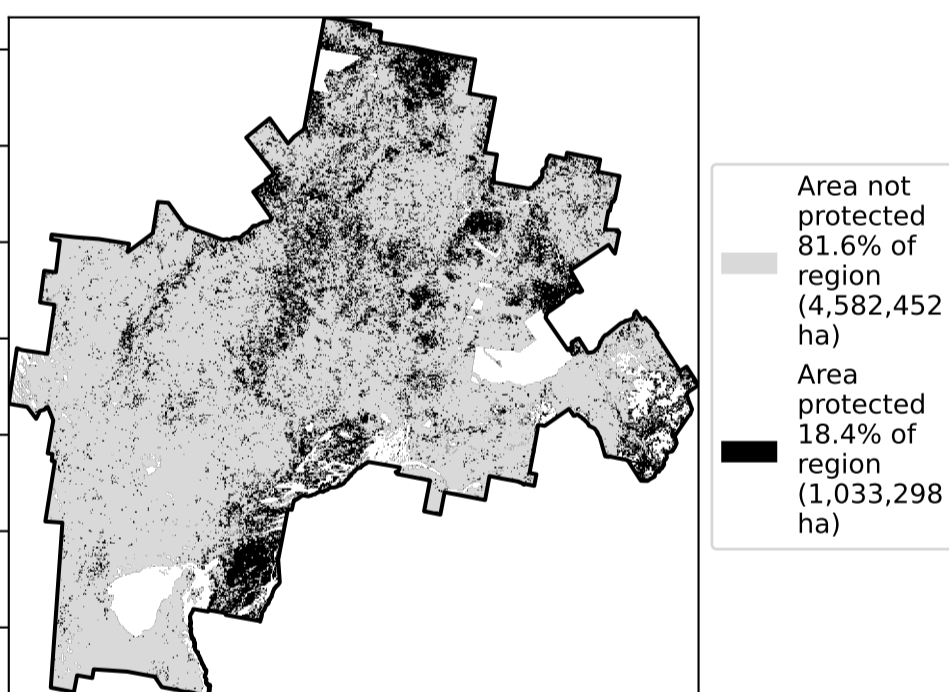 Area not
protected
81.6% of
region
(4,582,452
ha)
Area
protected
18.4% of
region
(1,033,298
ha)